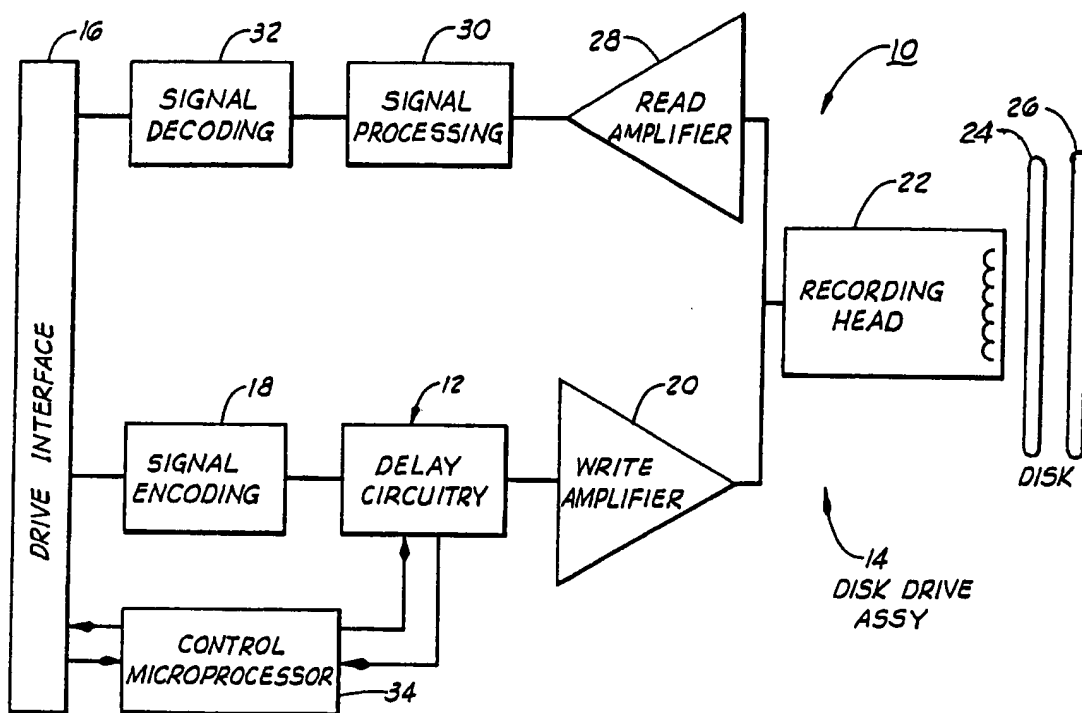 16
32
30
28
10
26
24
SIGNAL
DECODING
SIGNAL
PROCESSING
READ
AMPLIFIER
22
RECORDING
HEAD
DRIVE INTERFACE
18
12
20
SIGNAL
ENCODING
DELAY
CIRCUITRY
WRITE
AMPLIFIER
DISK
14
DISK DRIVE
ASSY
CONTROL
MICROPROCESSOR
34